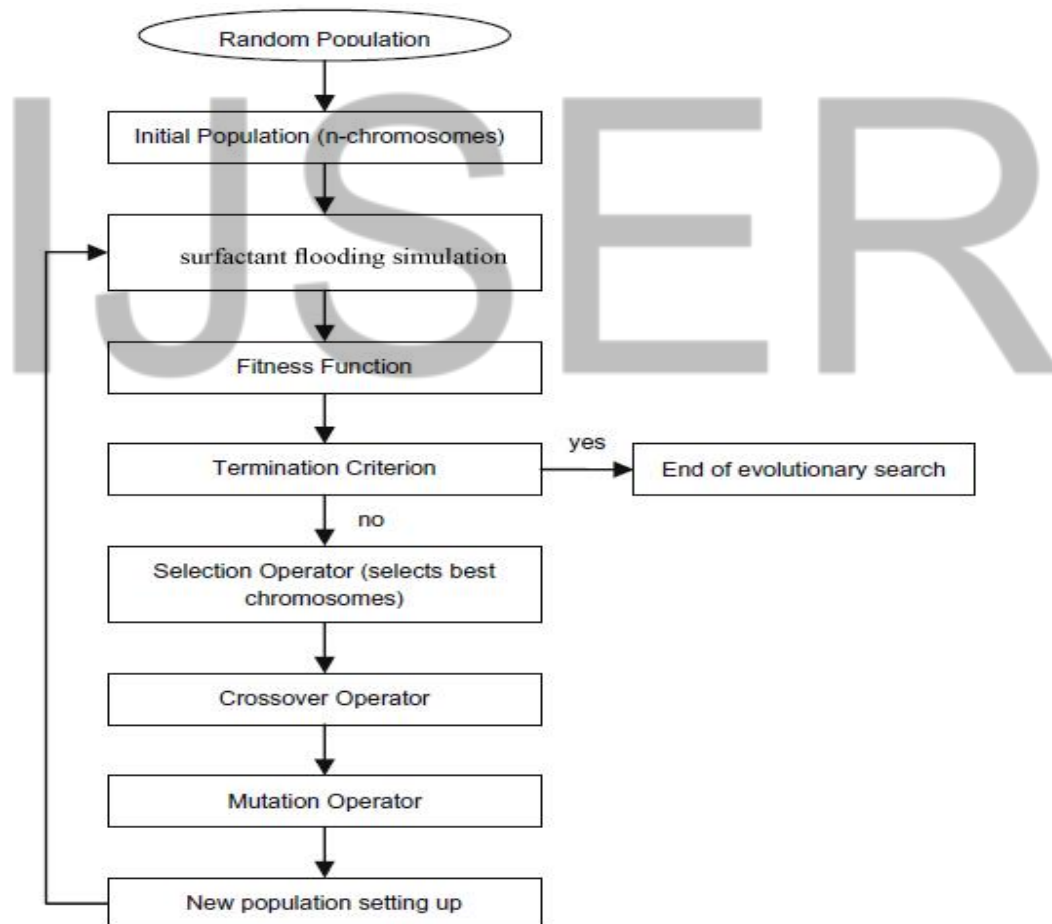 Random Population
IJSER
Initial Population (n-chromosomes)
surfactant flooding simulation
Fitness Function
Termination Criterion
yes
End of evolutionary search
no
Selection Operator (selects best
chromosomes)
Crossover Operator
Mutation Operator
New population setting up